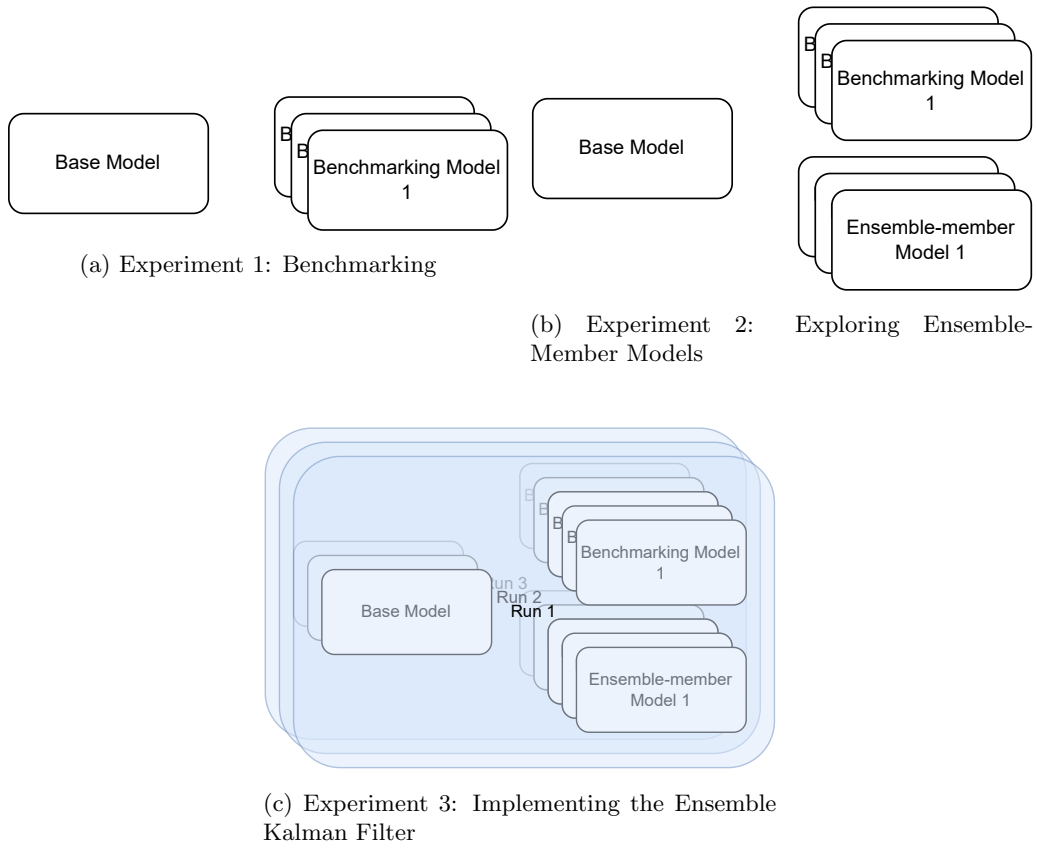 Base Model
B
B
Benchmarking Model
1
(a) Experiment 1: Benchmarking
Base Model
B
B
Benchmarking Model
1
Ensemble-member
Model 1
(b) Experiment 2: Exploring Ensemble-
Member Models
Base Model
Run 3
Run 2
Run 1
B
B
B
B
Benchmarking Model
1
Ensemble-member
Model 1
(c) Experiment 3: Implementing the Ensemble
Kalman Filter